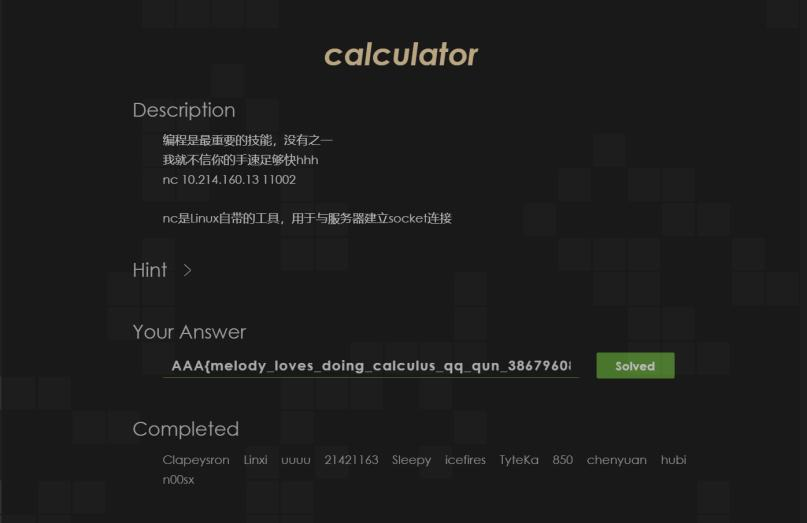 calculator
Description
编程是最重要的技能，没有之一
我就不信你的手速足够快hhh
nc 10.214.160.13 11002
nc是Linux自带的工具，用于与服务器建立socket连接
Hint >
Your Answer
AAA{melody_loves_doing_calculus_qq_qun_38679608
Solved
Completed
Clapeysron Linxi uuuu 21421163 Sleepy icefires TyteKa 850 chenyuan hubi
n00sx